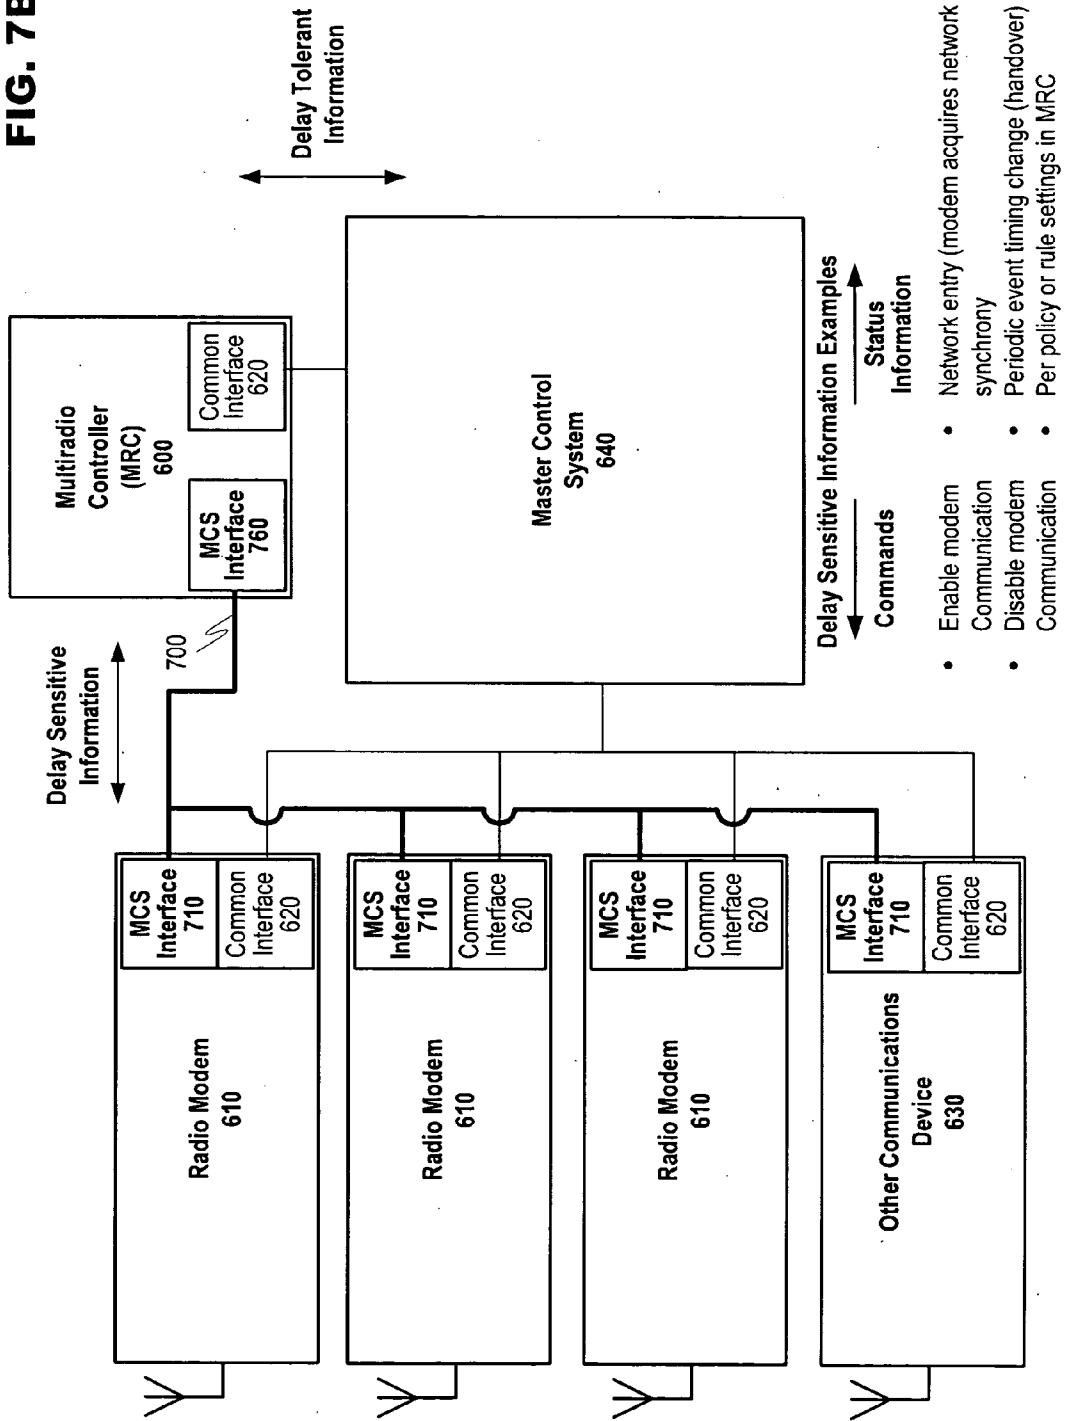 FIG. 7B
Delay Sensitive
Information
Multiradio
Controller
(MRC)
600
MCS
Interface
760
Common
Interface
620
700
Delay Tolerant
Information
MCS
Interface
710
Common
Interface
620
Radio Modem
610
MCS
Interface
710
Common
Interface
620
Radio Modem
610
MCS
Interface
710
Common
Interface
620
Radio Modem
610
MCS
Interface
710
Common
Interface
620
Other Communications
Device
630
Master Control
System
640
Delay Sensitive Information Examples
Commands
Status
Information
• Enable modem
Communication
• Disable modem
Communication
• Network entry (modem acquires network
synchrony
• Periodic event timing change (handover)
• Per policy or rule settings in MRC